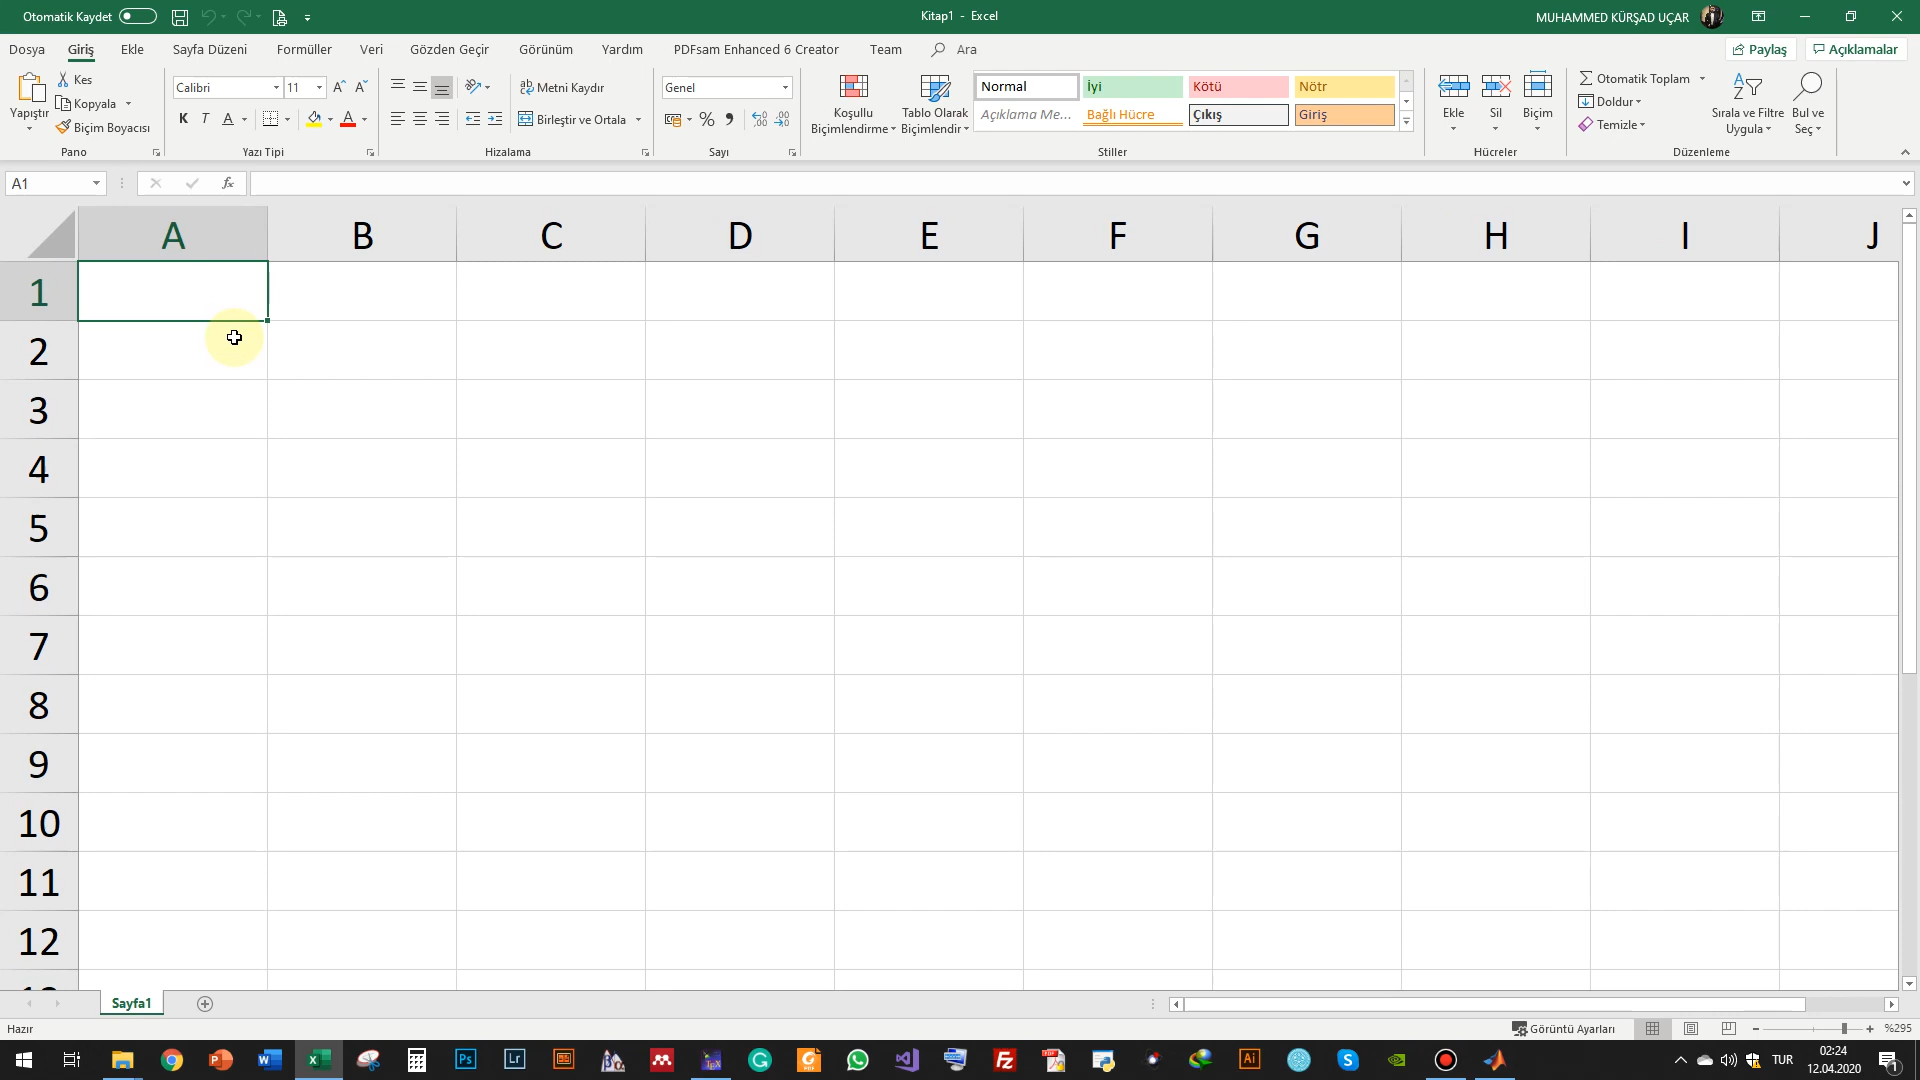 Otomatik Kaydet
Kitap1 - Excel
MUHAMMED KÜRŞAD UÇAR
Dosya Giriş Ekle Sayfa Düzeni Formüller Veri Gözden Geçir Görünüm Yardım PDFsam Enhanced 6 Creator Team Ara
Paylaş Açıklamalar
Yapıştır
Kes
Kopyala
Biçim Boyacısı
Pano
Calibri 11
K T A
Yazı Tipi
Metni Kaydır
Birleştir ve Ortala
Hizalama
Genel
Sayı
Koşullu
Biçimlendirme
Tablo Olarak
Biçimlendir
Normal İyi Kötü Nötr
Açıklama Me... Bağlı Hücre Çıkış Giriş
Stiller
Ekle Sil Biçim
Hücreler
Otomatik Toplam
Doldur
Temizle
Sırala ve Filtre
Uygula
Bul ve
Seç
Düzenleme
A1
fx
A B C D E F G H I J
1
2
3
4
5
6
7
8
9
10
11
12
Sayfa1
Hazır
Görüntü Ayarları
%295
TUR
02:24
12.04.2020